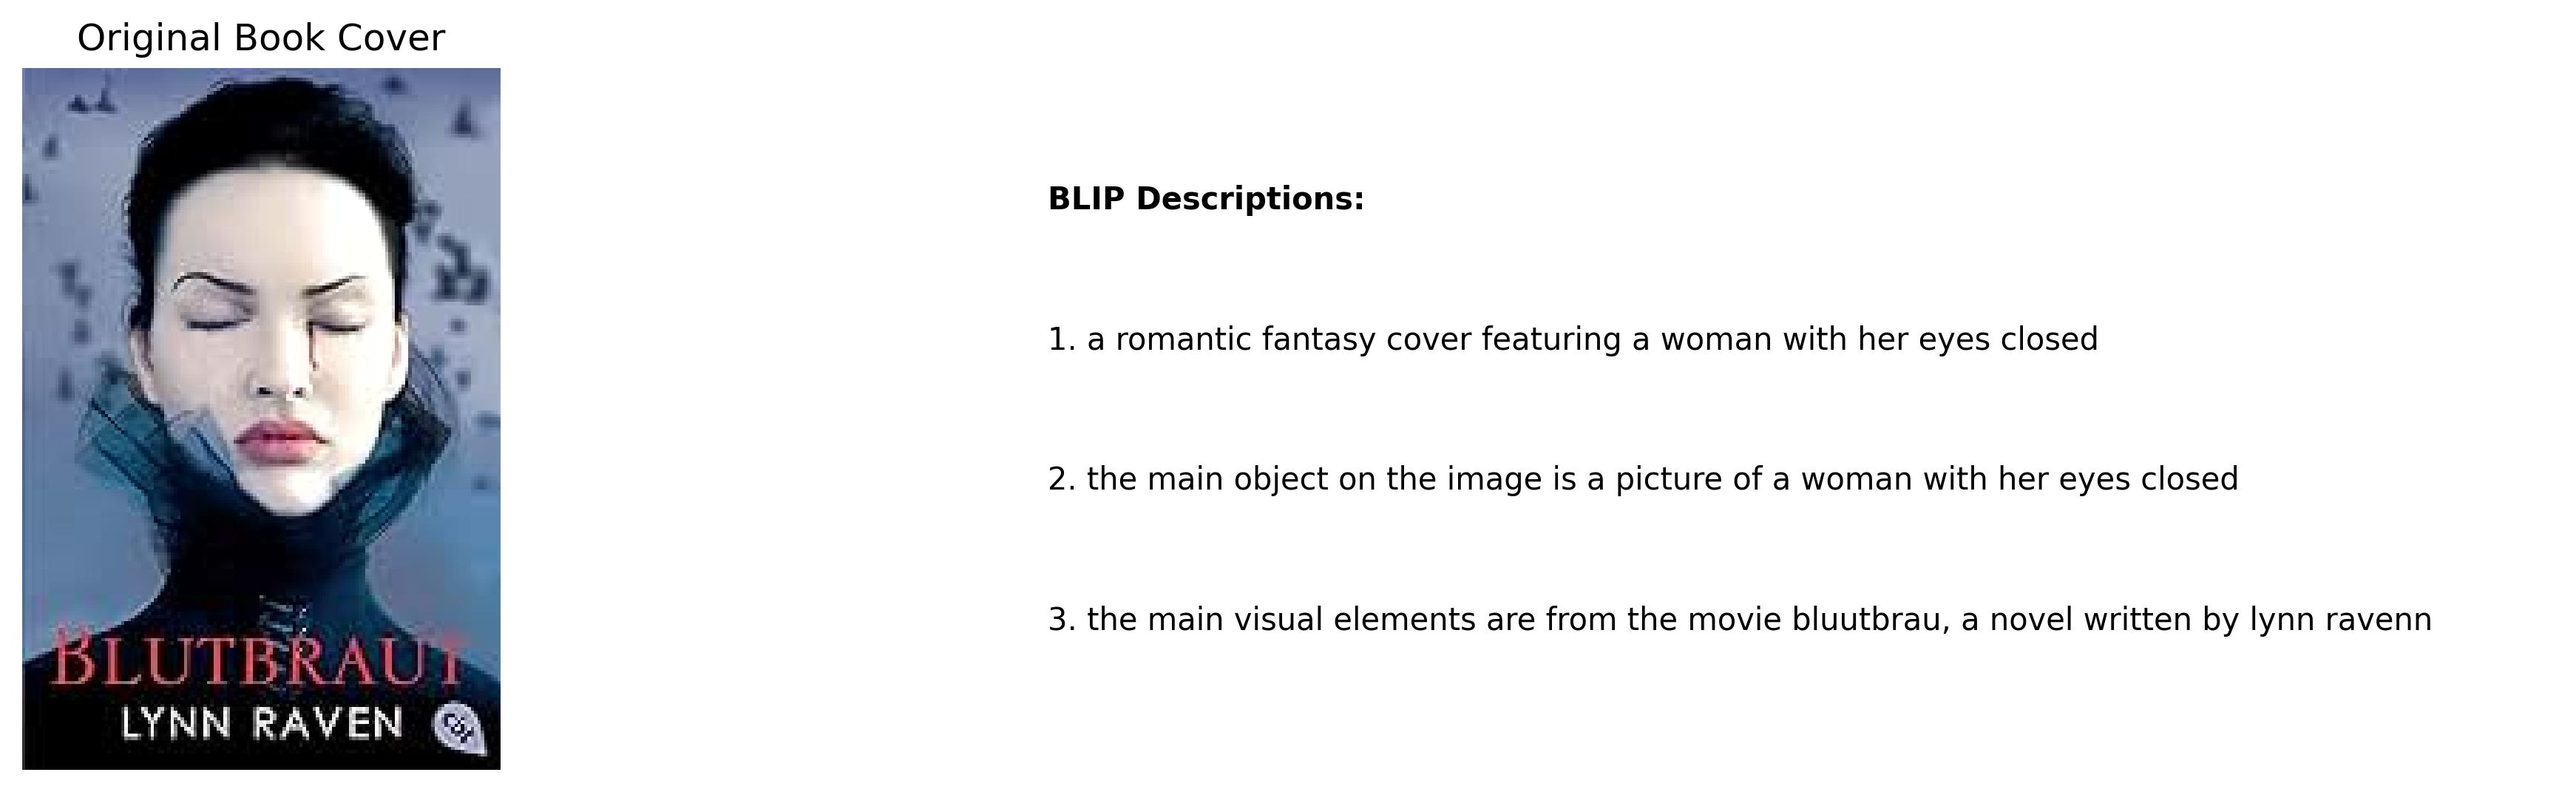 Original Book Cover
BLUTBRAUT
LYNN RAVEN
cbt
BLIP Descriptions:
1. a romantic fantasy cover featuring a woman with her eyes closed
2. the main object on the image is a picture of a woman with her eyes closed
3. the main visual elements are from the movie bluutbrau, a novel written by lynn ravenn